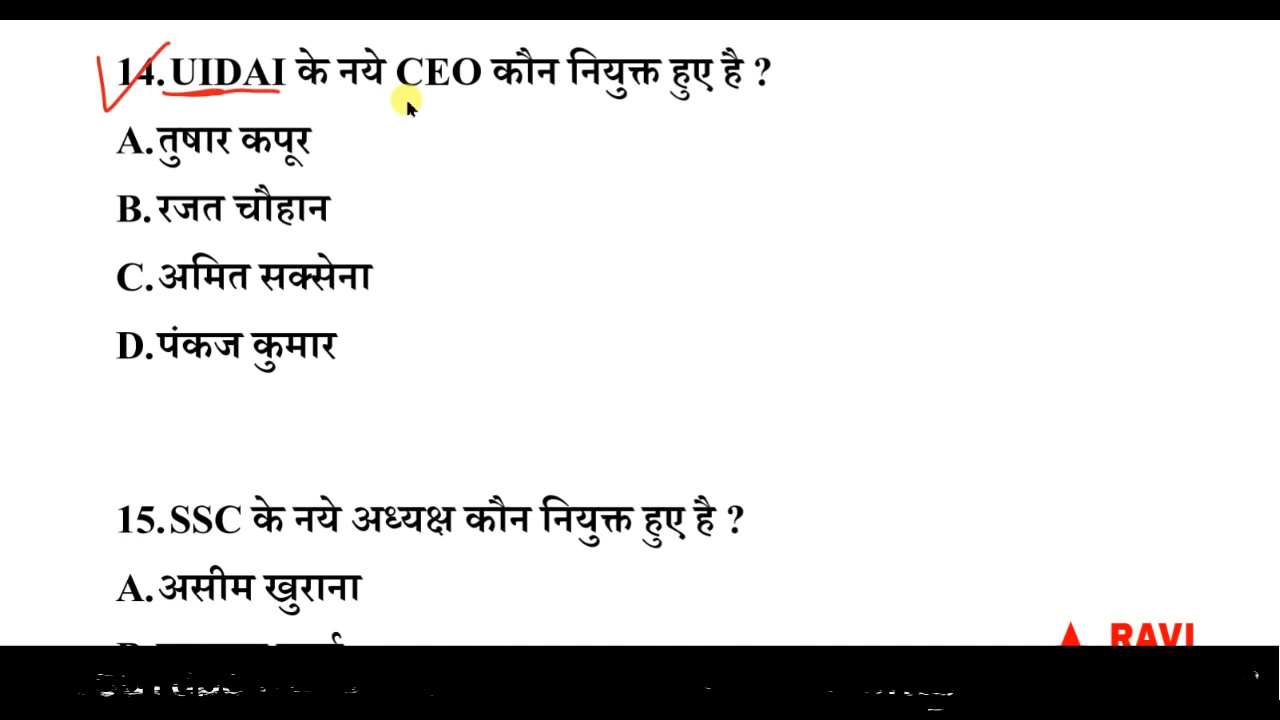 14. UIDAI के नये CEO कौन नियुक्त हुए है ?
A. तुषार कपूर
B. रजत चौहान
C. अमित सक्सेना
D. पंकज कुमार
15. SSC के नये अध्यक्ष कौन नियुक्त हुए है ?
A. असीम खुराना
RAVI